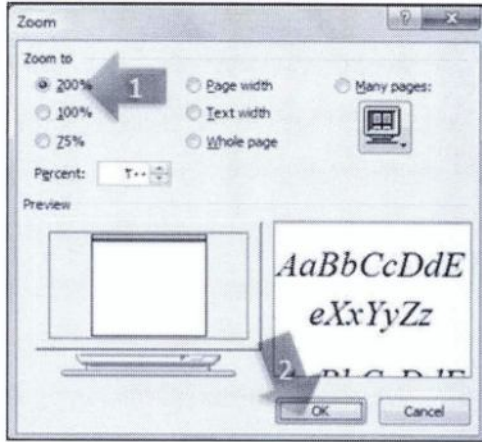 Zoom
Zoom to
200%
Page width
Many pages:
100%
Text width
75%
Whole page
Percent:
٢٠٠
Preview
1
AaBbCcDdE
eXxYyZz
2
OK
Cancel